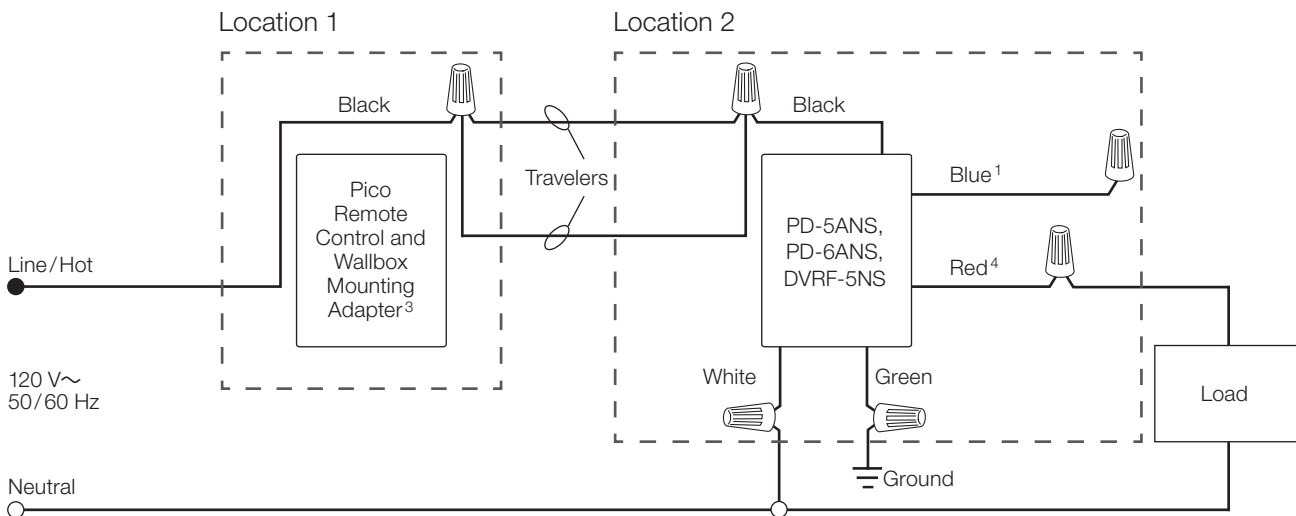 Location 1
Location 2
Black
Black
Travelers
Blue¹
Pico
Remote
Control and
Wallbox
Mounting
Adapter³
PD-5ANS,
PD-6ANS,
DVRF-5NS
Line/Hot
Red⁴
120 V~
50/60 Hz
White
Green
Load
Ground
Neutral